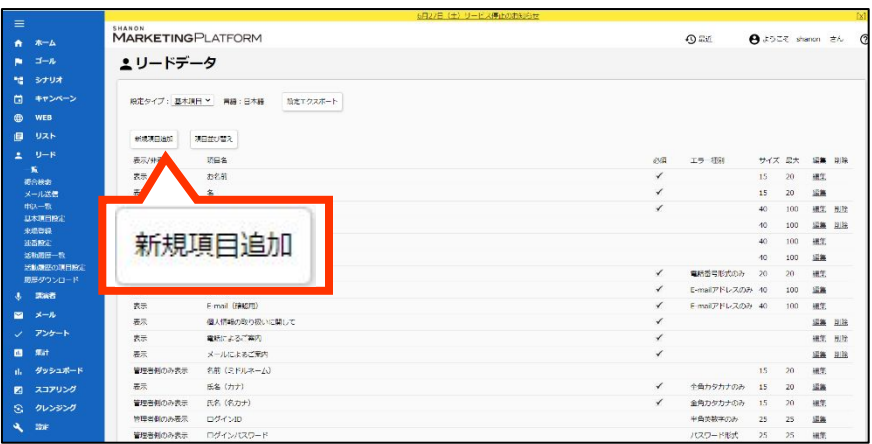 6月27日（土）サービス停止のお知らせ [x]
SHANON
MARKETINGPLATFORM
最近 ようこそ shanon さん
ホーム
ゴール
シナリオ
キャンペーン
WEB
リスト
リード
一覧
複合検索
メール送信
申込一覧
基本項目設定
来場登録
活動履歴一覧
活動履歴の項目設定
履歴ダウンロード
講演者
メール
アンケート
集計
ダッシュボード
スコアリング
クレンジング
設定
リードデータ
設定タイプ：基本項目 言語：日本語 設定エクスポート
新規項目追加 項目並び替え
項目名 必須 エラー種別 サイズ 最大 編集 削除
表示 お名前 ✓ 15 20 編集
名 ✓ 15 20 編集
✓ 40 100 編集 削除
40 100 編集 削除
40 100 編集
40 100 編集
新規項目追加
✓ 電話番号形式のみ 20 20 編集
✓ E-mailアドレスのみ 40 100 編集
表示 E-mail（確認用） ✓ E-mailアドレスのみ 40 100 編集
表示 個人情報の取り扱いに関して ✓ 編集 削除
表示 電話によるご案内 ✓ 編集 削除
表示 メールによるご案内 ✓ 編集 削除
管理者側のみ表示 名前（ミドルネーム） 15 20 編集
表示 氏名（カナ） ✓ 全角カタカナのみ 15 20 編集
管理者側のみ表示 氏名（名カナ） ✓ 全角カタカナのみ 15 20 編集
管理者側のみ表示 ログインID 半角英数字のみ 25 25 編集
管理者側のみ表示 ログインパスワード パスワード形式 25 25 編集